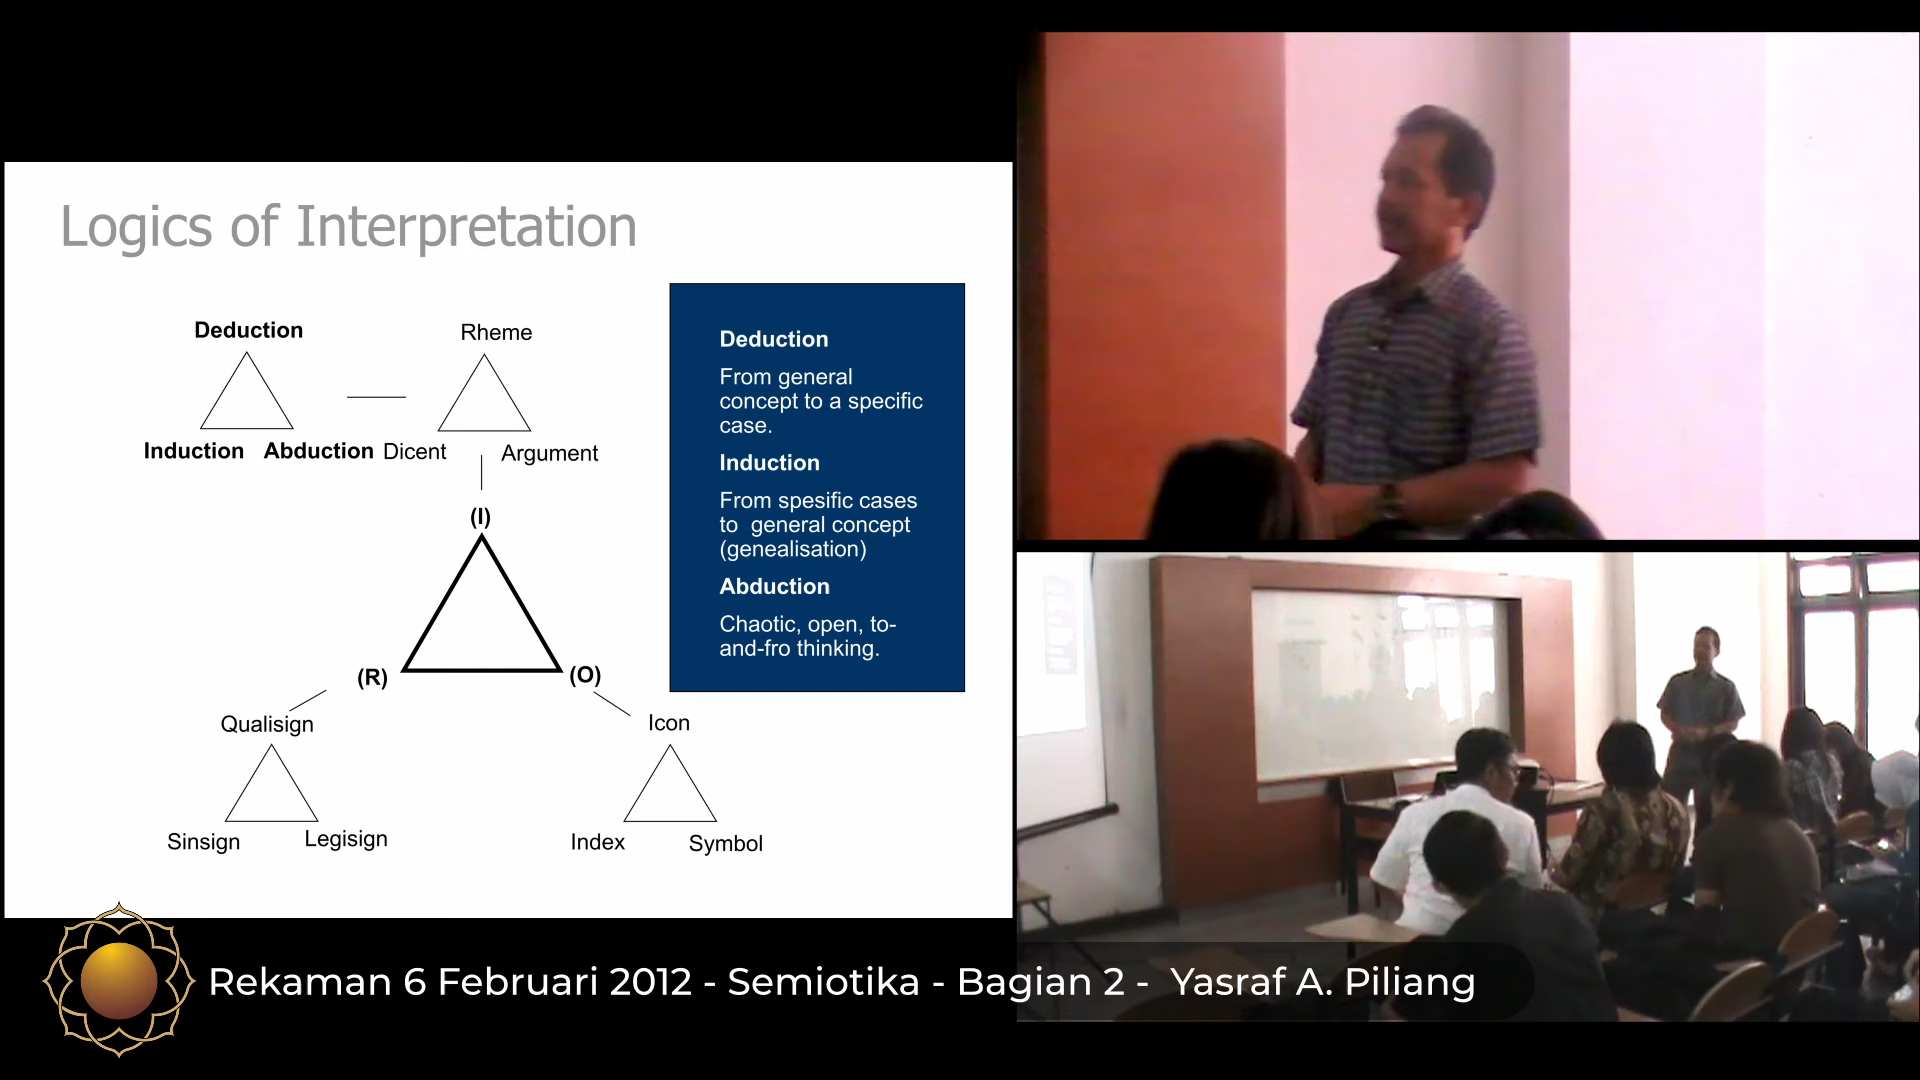 Logics of Interpretation
Deduction
Rheme
Induction
Abduction
Dicent
Argument
(I)
(R)
(O)
Qualisign
Icon
Sinsign
Legisign
Index
Symbol
Deduction
From general
concept to a specific
case.
Induction
From spesific cases
to general concept
(genealisation)
Abduction
Chaotic, open, to-
and-fro thinking.
Rekaman 6 Februari 2012 - Semiotika - Bagian 2 - Yasraf A. Piliang